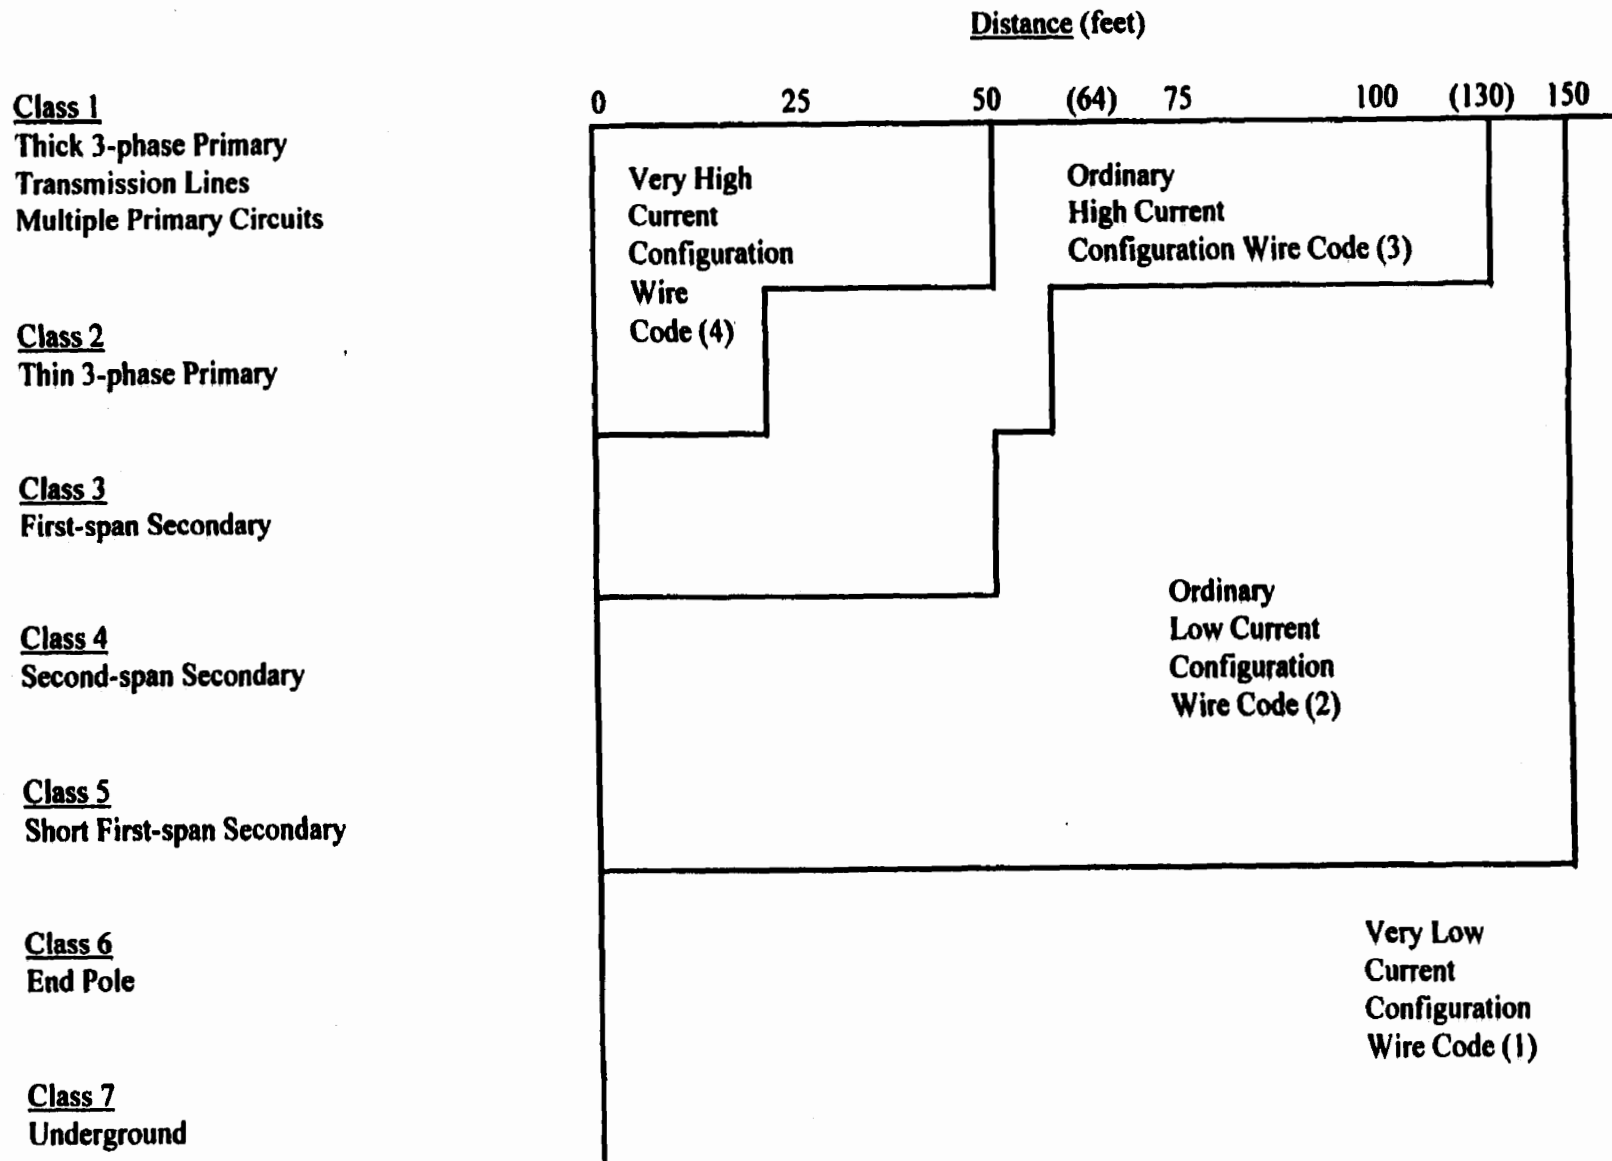 Distance (feet)
0 25 50 (64) 75 100 (130) 150
Class 1
Thick 3-phase Primary
Transmission Lines
Multiple Primary Circuits
Very High
Current
Configuration
Wire
Code (4)
Ordinary
High Current
Configuration Wire Code (3)
Class 2
Thin 3-phase Primary
Class 3
First-span Secondary
Ordinary
Low Current
Configuration
Wire Code (2)
Class 4
Second-span Secondary
Class 5
Short First-span Secondary
Class 6
End Pole
Very Low
Current
Configuration
Wire Code (1)
Class 7
Underground